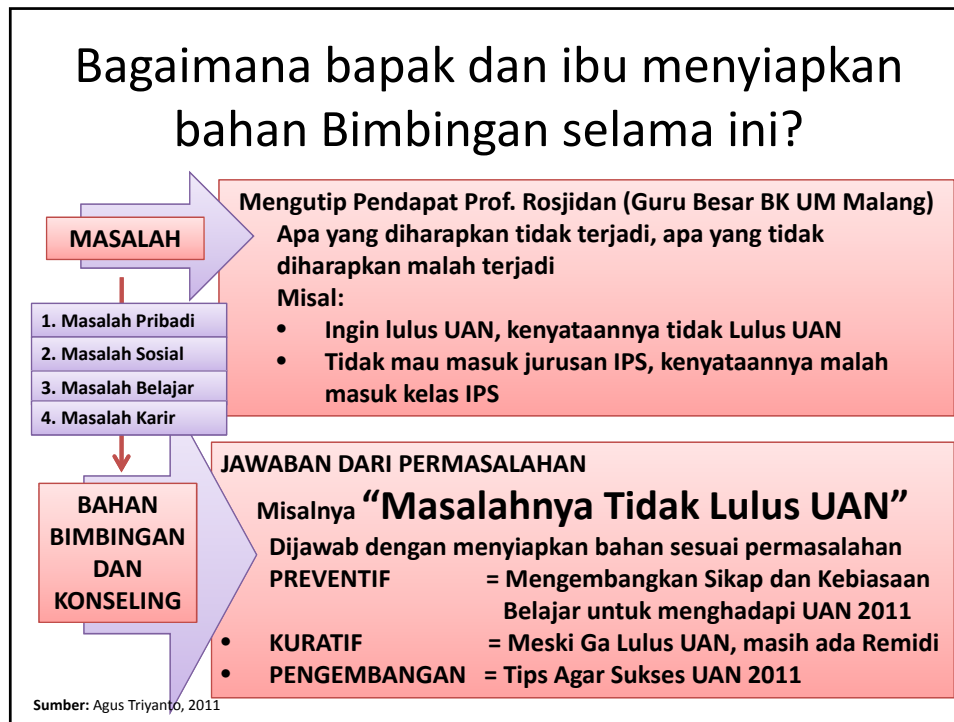 Bagaimana bapak dan ibu menyiapkan
bahan Bimbingan selama ini?
MASALAH
Mengutip Pendapat Prof. Rosjidan (Guru Besar BK UM Malang)
Apa yang diharapkan tidak terjadi, apa yang tidak
diharapkan malah terjadi
Misal:
• Ingin lulus UAN, kenyataannya tidak Lulus UAN
• Tidak mau masuk jurusan IPS, kenyataannya malah
masuk kelas IPS
1. Masalah Pribadi
2. Masalah Sosial
3. Masalah Belajar
4. Masalah Karir
BAHAN
BIMBINGAN
DAN
KONSELING
JAWABAN DARI PERMASALAHAN
Misalnya “Masalahnya Tidak Lulus UAN”
Dijawab dengan menyiapkan bahan sesuai permasalahan
PREVENTIF = Mengembangkan Sikap dan Kebiasaan
Belajar untuk menghadapi UAN 2011
• KURATIF = Meski Ga Lulus UAN, masih ada Remidi
• PENGEMBANGAN = Tips Agar Sukses UAN 2011
Sumber: Agus Triyanto, 2011